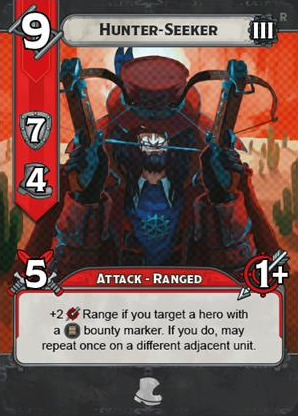 9
HUNTER-SEEKER
III
R
7
4
5
ATTACK - RANGED
1+
+2 Range if you target a hero with
a bounty marker. If you do, may
repeat once on a different adjacent unit.